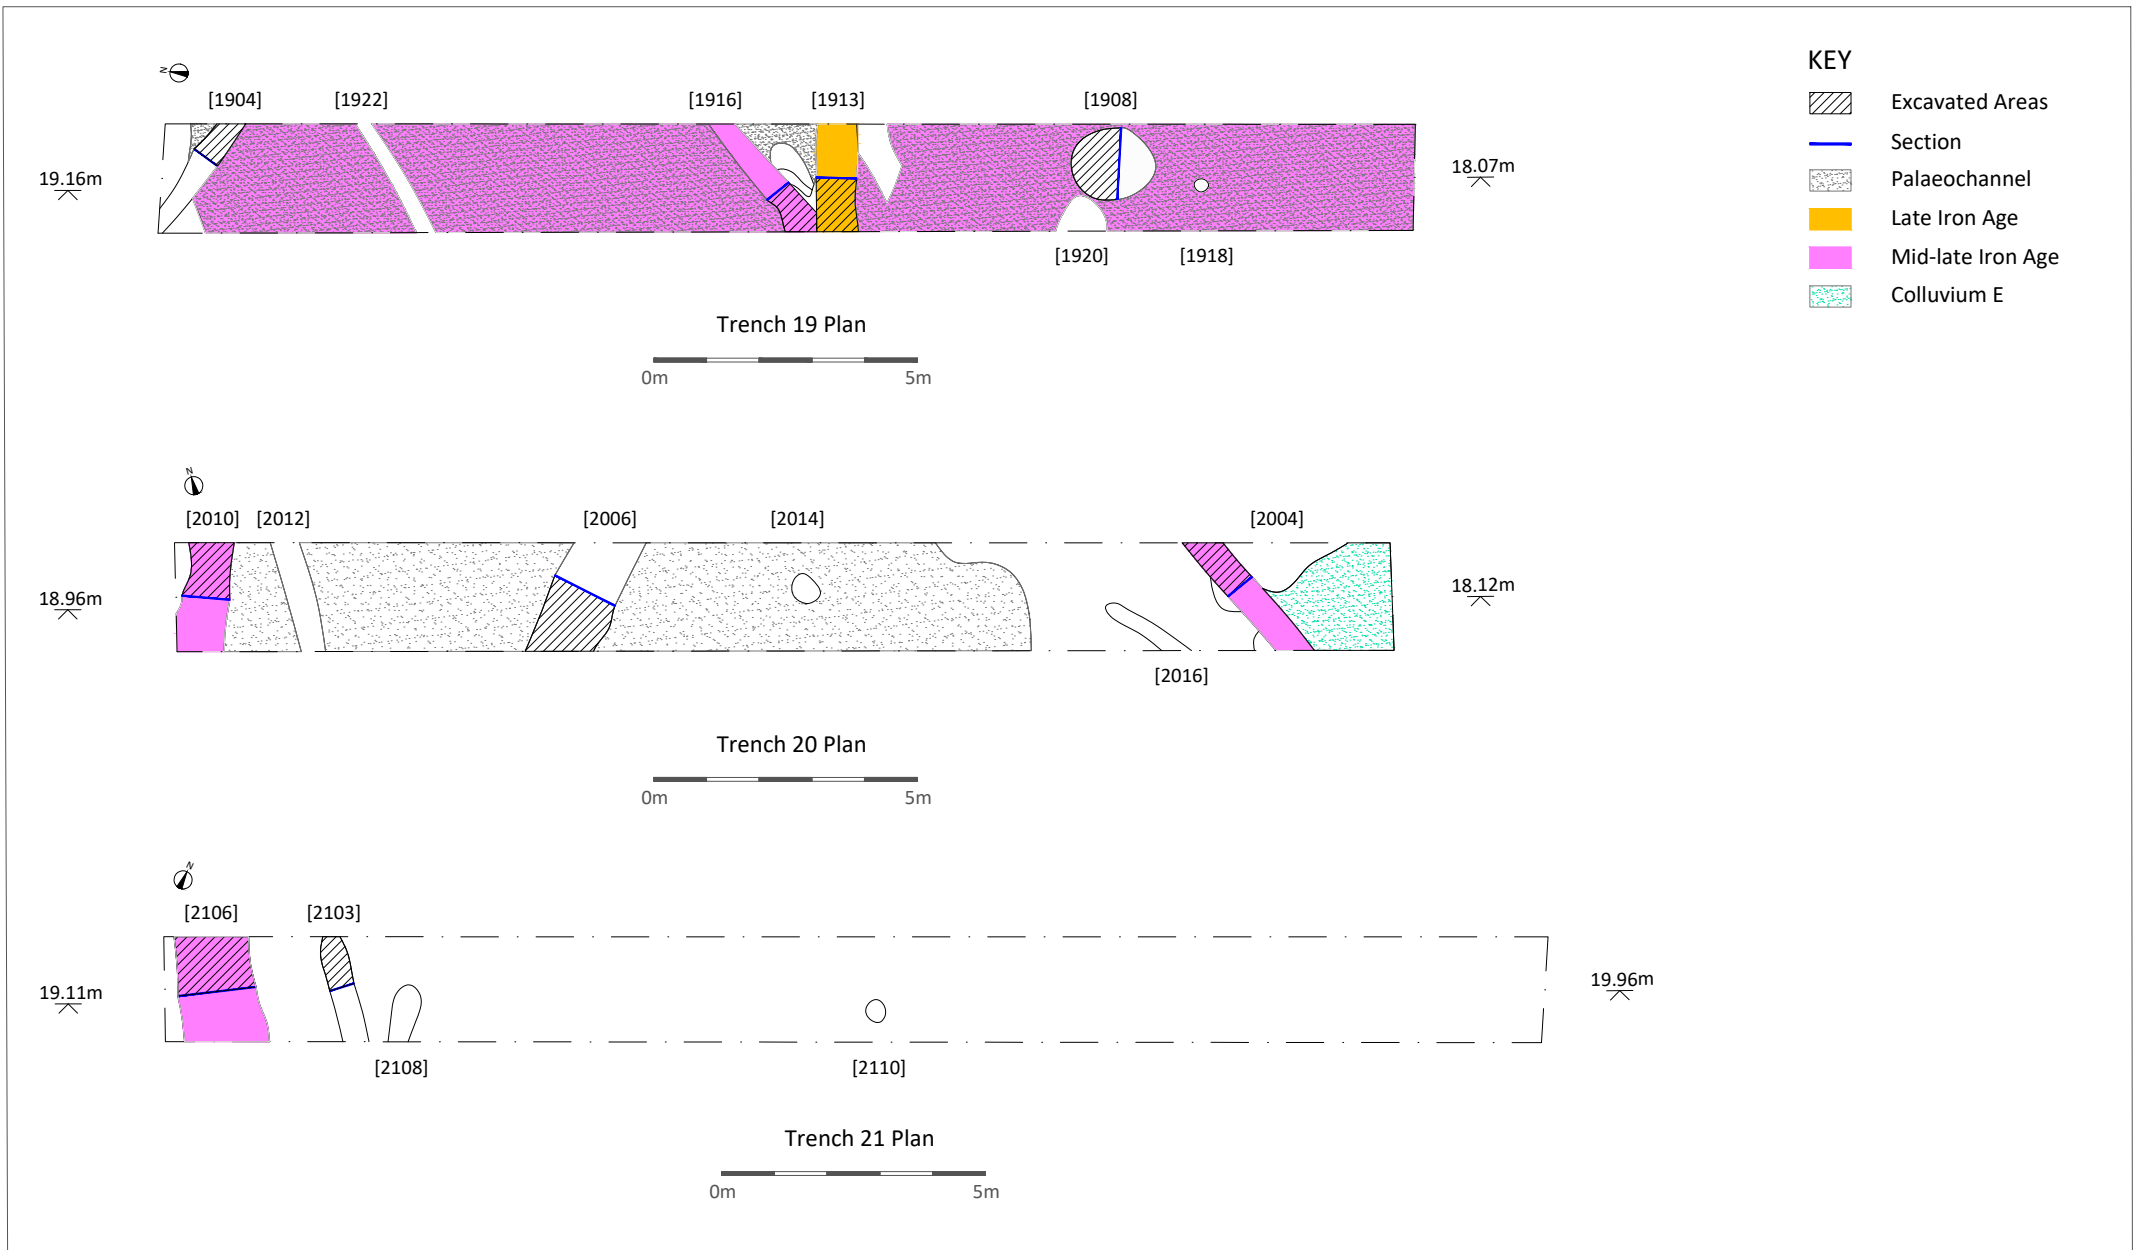 KEY
Excavated Areas
Section
Palaeochannel
Late Iron Age
Mid-late Iron Age
Colluvium E
N
[1904] [1922] [1916] [1913] [1908]
19.16m 18.07m
[1920] [1918]
Trench 19 Plan
0m 5m
N
[2010] [2012] [2006] [2014] [2004]
18.96m 18.12m
[2016]
Trench 20 Plan
0m 5m
N
[2106] [2103]
19.11m 19.96m
[2108] [2110]
Trench 21 Plan
0m 5m